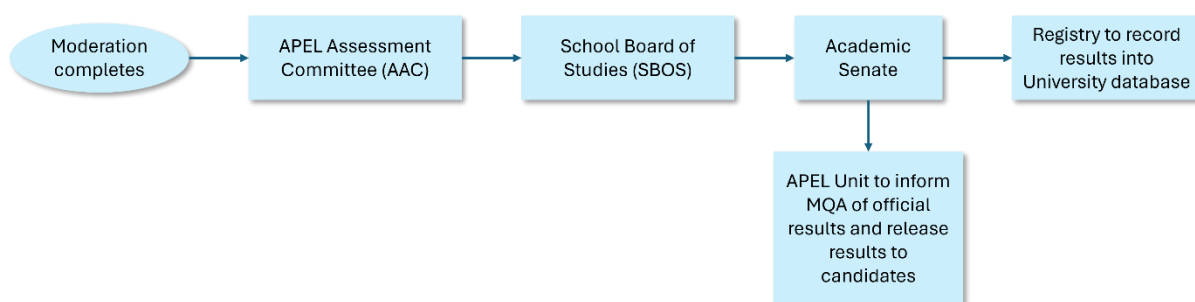 Moderation
completes
APEL Assessment
Committee (AAC)
School Board of
Studies (SBOS)
Academic
Senate
Registry to record
results into
University database
APEL Unit to inform
MQA of official
results and release
results to
candidates